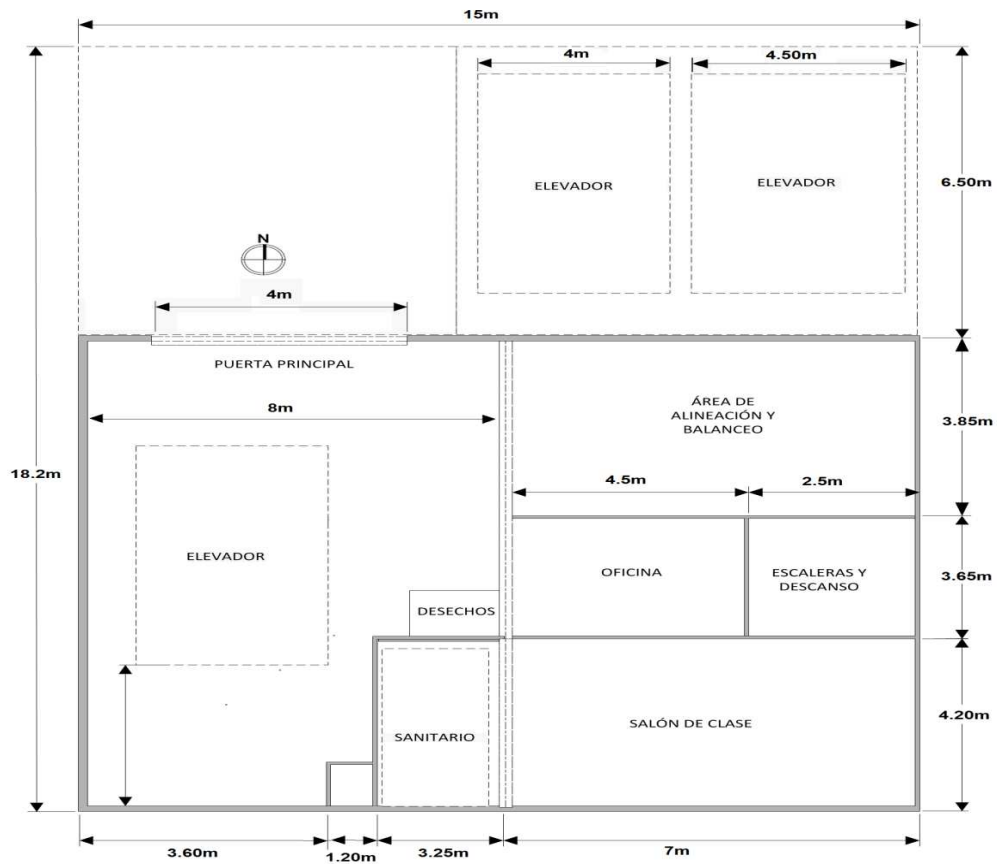 15m
4m
4.50m
ELEVADOR
ELEVADOR
6.50m
N
4m
PUERTA PRINCIPAL
8m
ÁREA DE
ALINEACIÓN Y
BALANCEO
3.85m
18.2m
4.5m
2.5m
ELEVADOR
OFICINA
ESCALERAS Y
DESCANSO
3.65m
DESECHOS
SANITARIO
SALÓN DE CLASE
4.20m
3.60m
1.20m
3.25m
7m